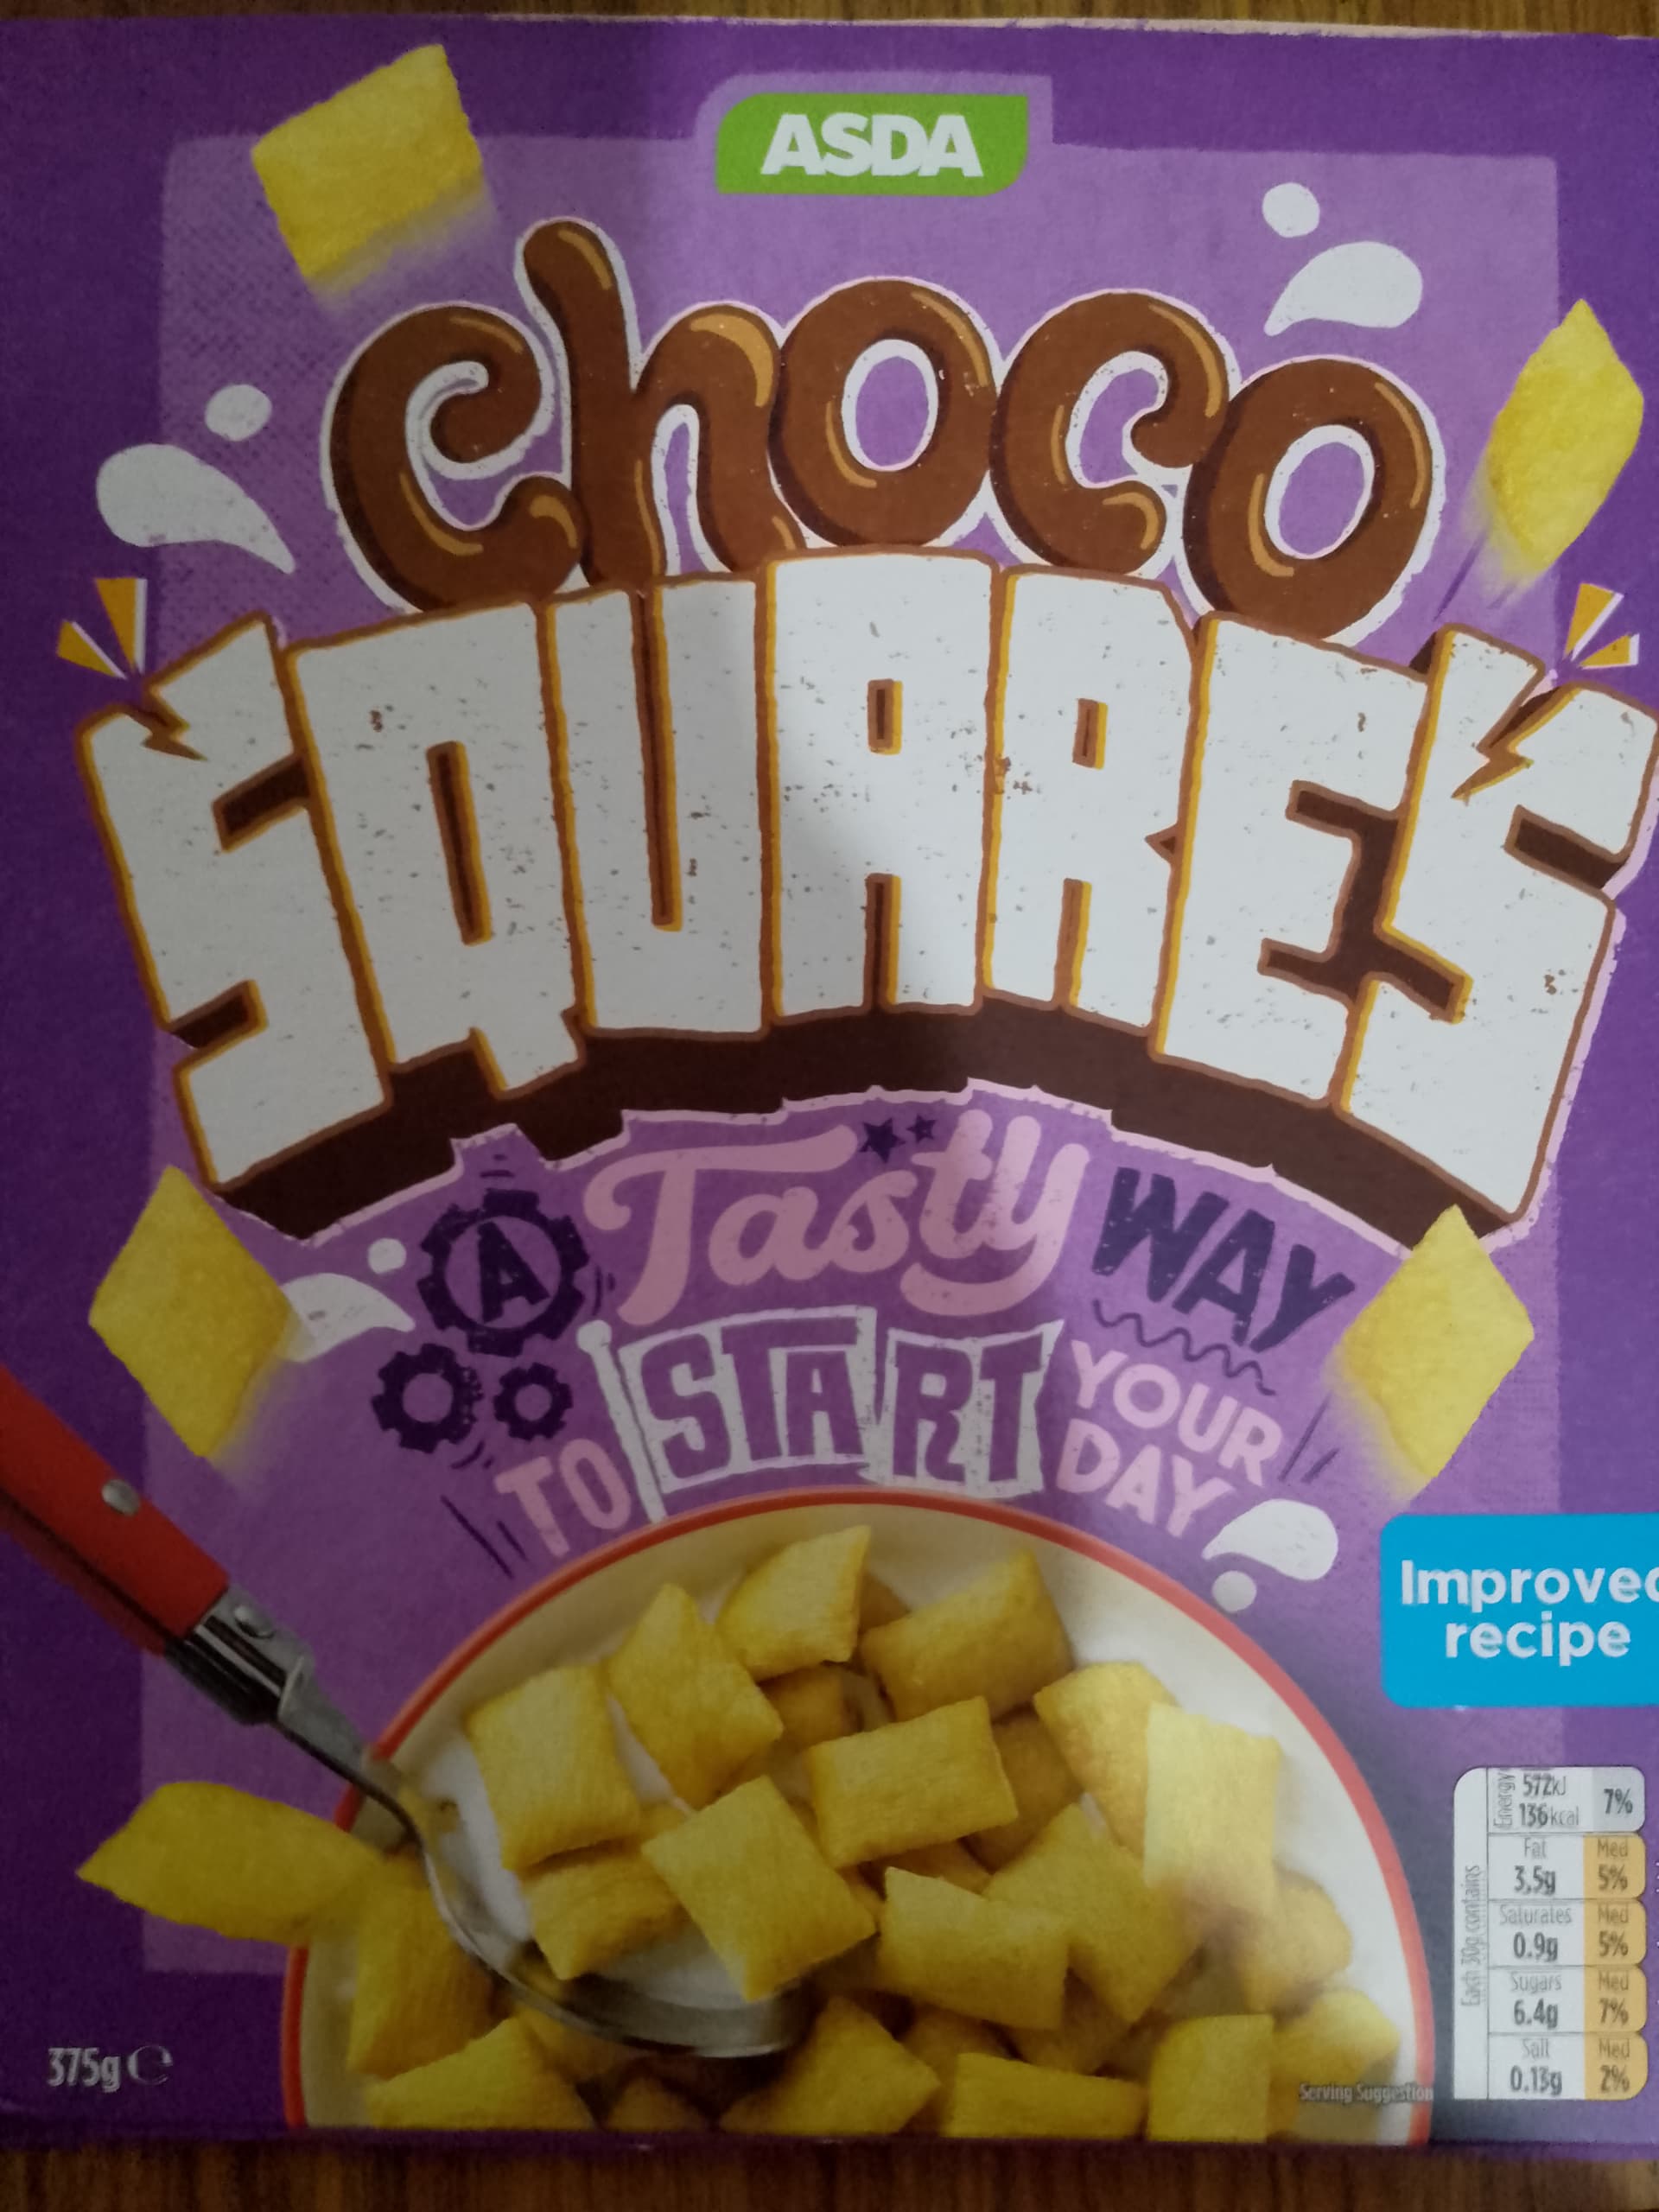 ASDA
choco
SQUARES
A Tasty WAY
TO START YOUR
DAY
Improved
recipe
Each 30g contains
Energy 572kJ
136kcal 7%
Fat Med
3.5g 5%
Saturates Med
0.9g 5%
Sugars Med
6.4g 7%
Salt Med
0.13g 2%
375g e
Serving Suggestion